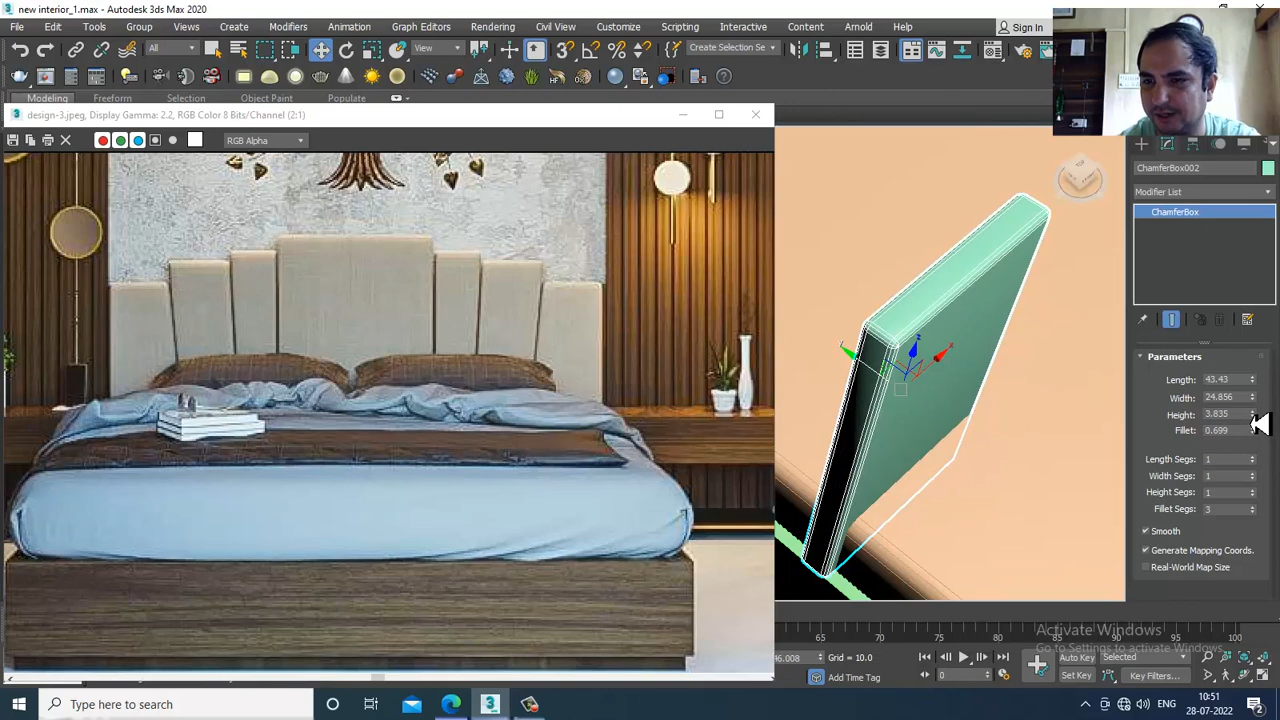 new interior_1.max - Autodesk 3ds Max 2020
File Edit Tools Group Views Create Modifiers Animation Graph Editors Rendering Civil View Customize Scripting Interactive Content Arnold Help
Sign In
All
View
Create Selection Se
Modeling Freeform Selection Object Paint Populate
design-3.jpeg, Display Gamma: 2.2, RGB Color 8 Bits/Channel (2:1)
RGB Alpha
ChamferBox002
Modifier List
ChamferBox
Parameters
Length: 43.43
Width: 24.856
Height: 3.835
Fillet: 0.699
Length Segs: 1
Width Segs: 1
Height Segs: 1
Fillet Segs: 3
Smooth
Generate Mapping Coords.
Real-World Map Size
65 70 75 80 85 90 95 100
Activate Windows
Go to Settings to activate Windows.
46.008
Grid = 10.0
Auto Key
Selected
Add Time Tag
0
Set Key
Key Filters...
Type here to search
ENG
10:51
28-07-2022
2